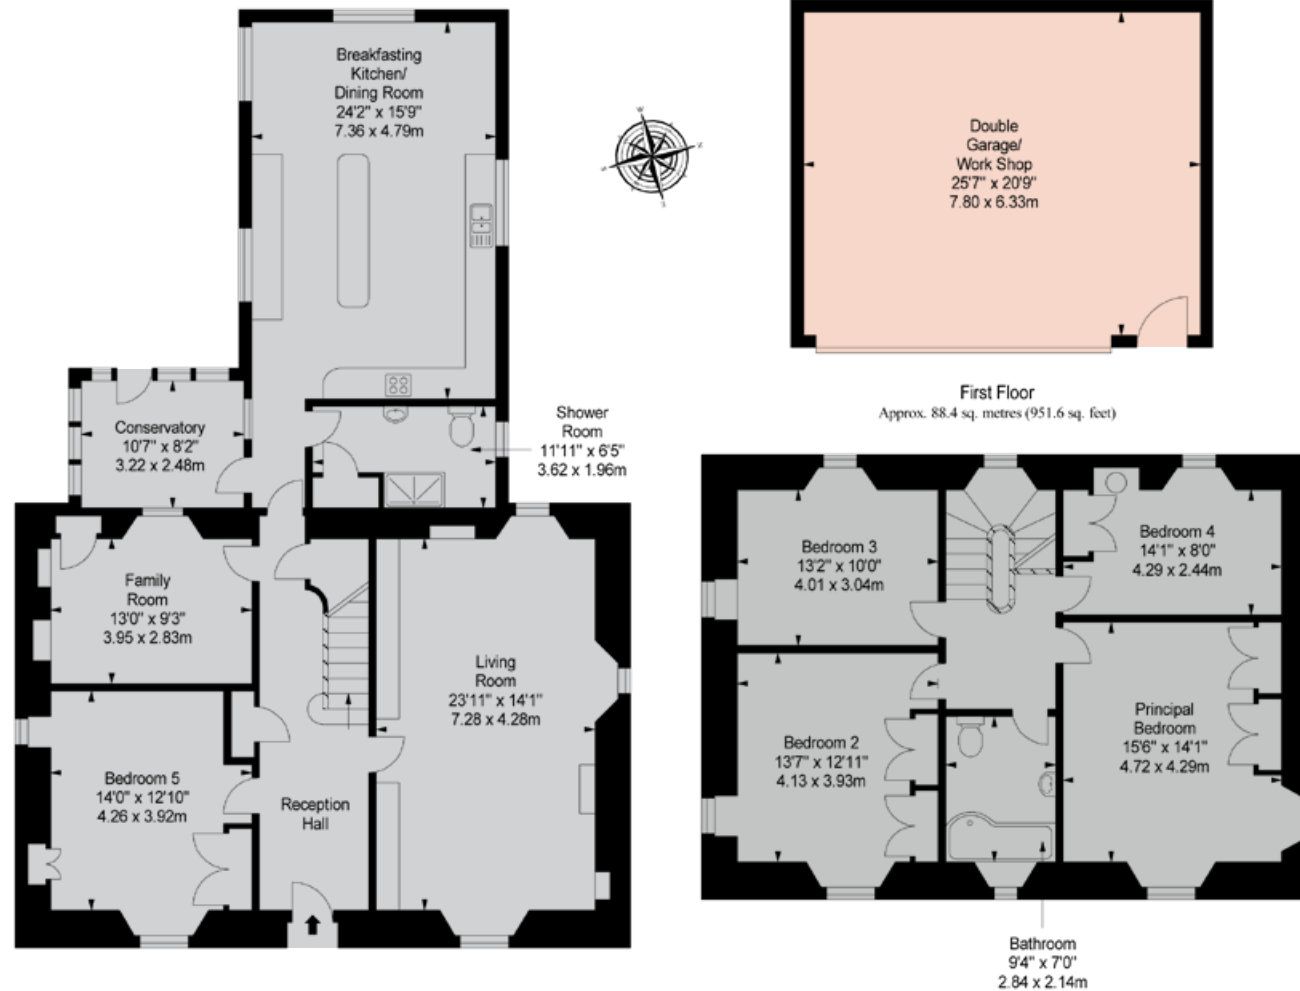 Breakfasting
Kitchen/
Dining Room
24'2" x 15'9"
7.36 x 4.79m
Double
Garage/
Work Shop
25'7" x 20'9"
7.80 x 6.33m
First Floor
Approx. 88.4 sq. metres (951.6 sq. feet)
Conservatory
10'7" x 8'2"
3.22 x 2.48m
Shower
Room
11'11" x 6'5"
3.62 x 1.96m
Family
Room
13'0" x 9'3"
3.95 x 2.83m
Living
Room
23'11" x 14'1"
7.28 x 4.28m
Bedroom 5
14'0" x 12'10"
4.26 x 3.92m
Reception
Hall
Bedroom 3
13'2" x 10'0"
4.01 x 3.04m
Bedroom 4
14'1" x 8'0"
4.29 x 2.44m
Bedroom 2
13'7" x 12'11"
4.13 x 3.93m
Principal
Bedroom
15'6" x 14'1"
4.72 x 4.29m
Bathroom
9'4" x 7'0"
2.84 x 2.14m